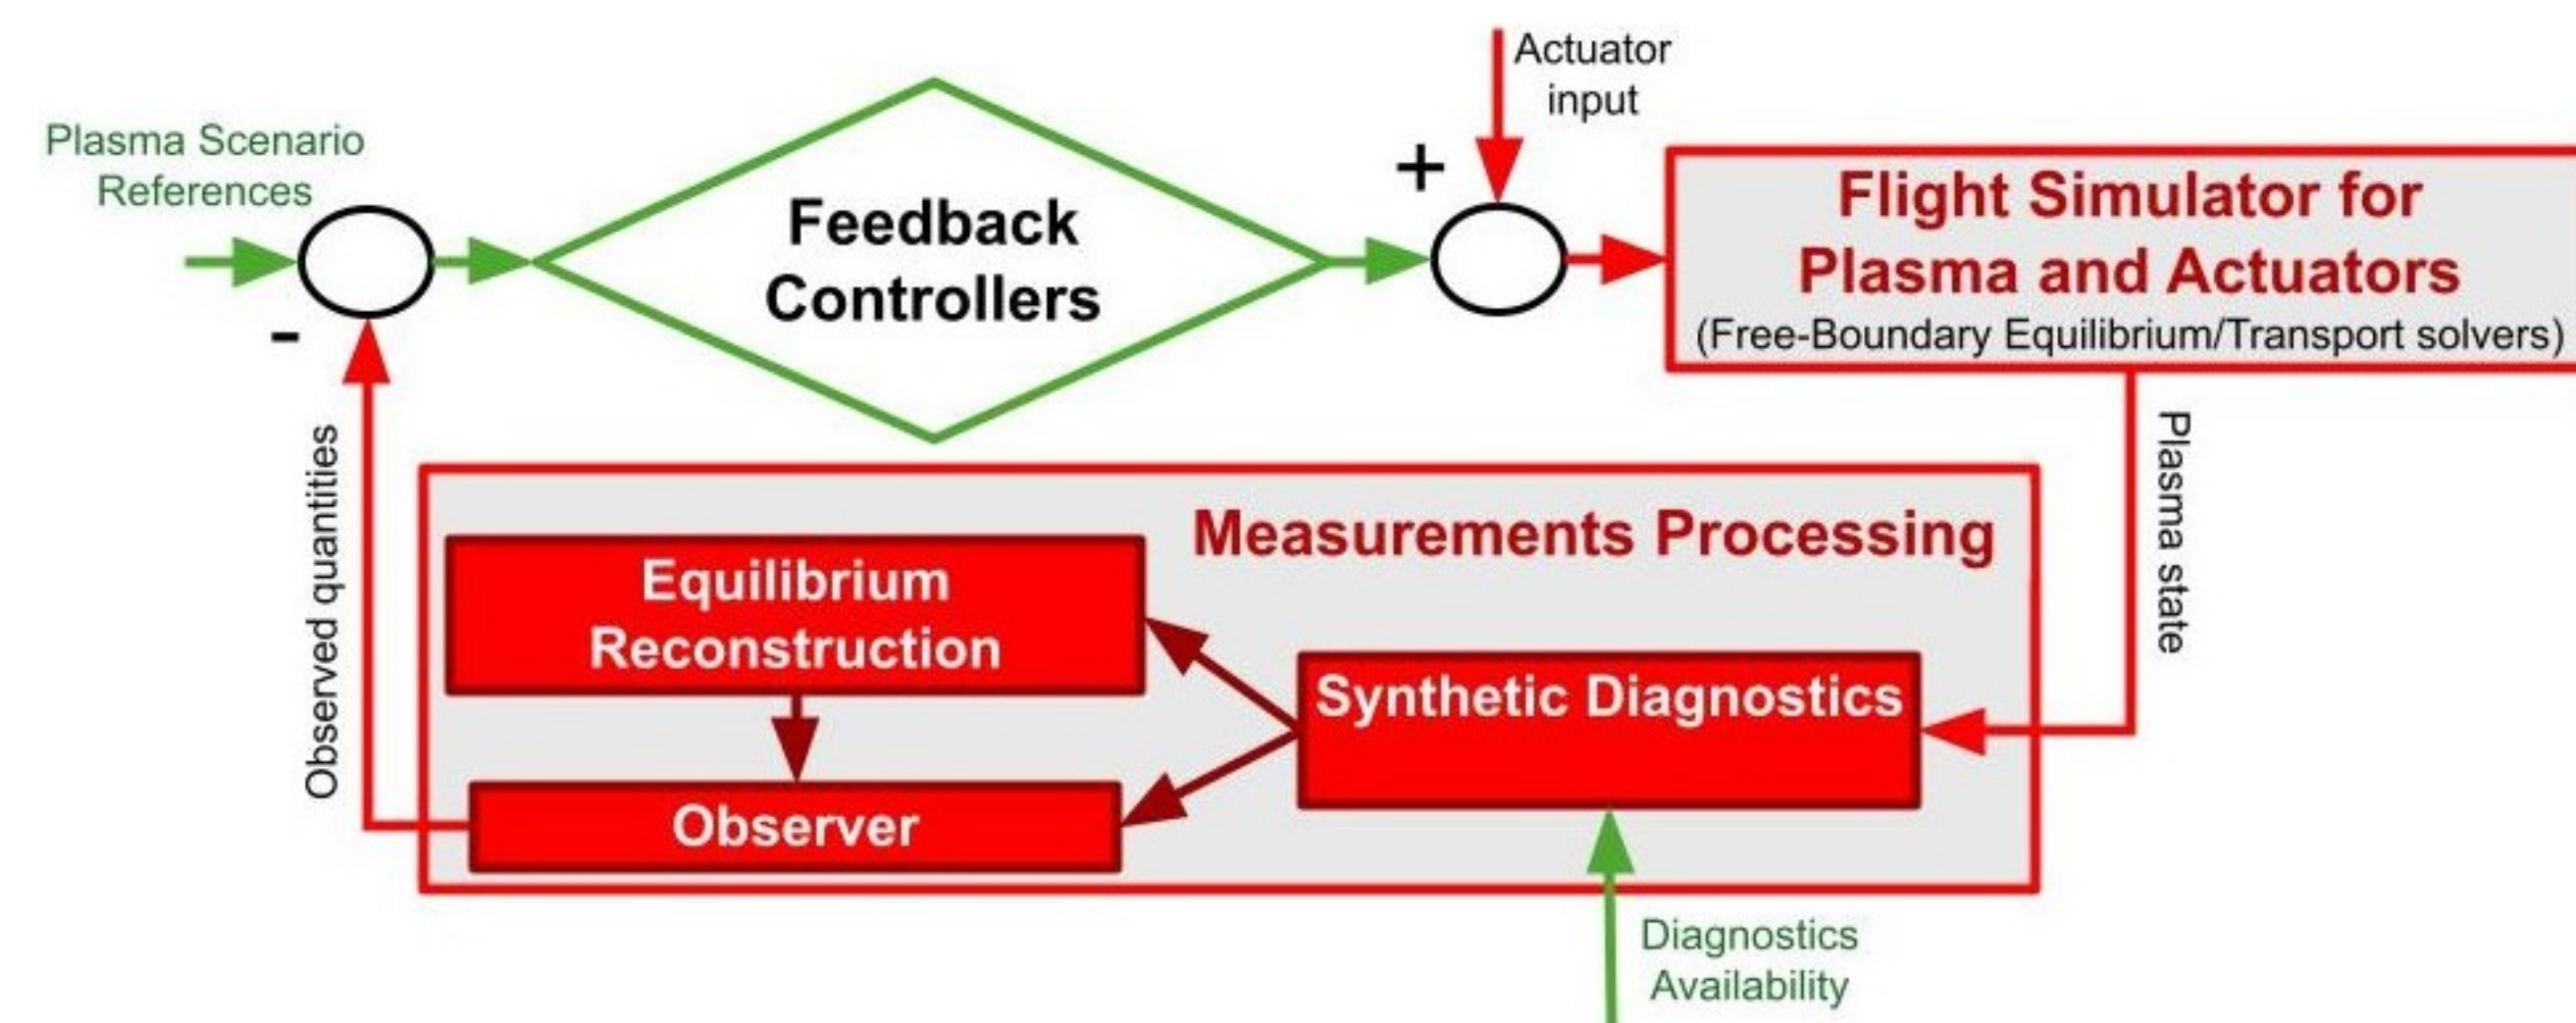 Actuator
input
Plasma Scenario
References
+
-
Feedback
Controllers
Flight Simulator for
Plasma and Actuators
(Free-Boundary Equilibrium/Transport solvers)
Plasma state
Observed quantitities
Measurements Processing
Equilibrium
Reconstruction
Synthetic Diagnostics
Observer
Diagnostics
Availability